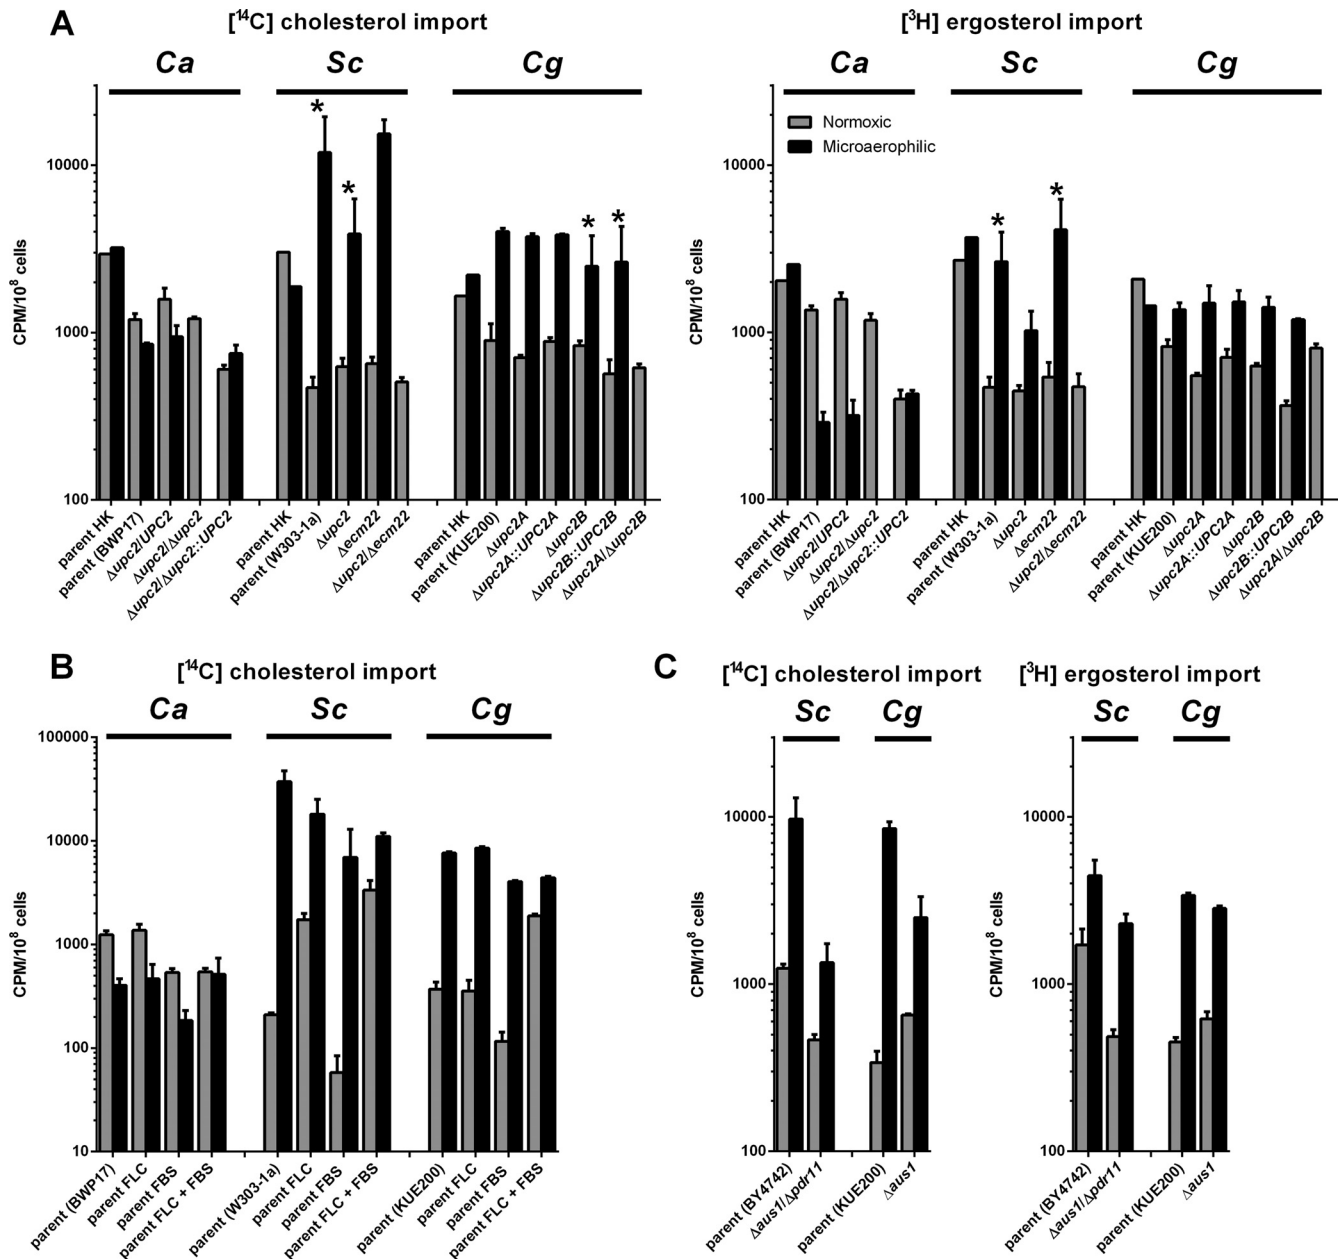 A
[14C] cholesterol import
[3H] ergosterol import
Ca
Sc
Cg
Ca
Sc
Cg
Normoxic
Microaerophilic
CPM/10^8 cells
10000
1000
100
CPM/10^8 cells
10000
1000
100
parent HK
parent (BWP17)
Δupc2/UPC2
Δupc2/Δupc2
Δupc2/Δupc2::UPC2
parent HK
parent (W303-1a)
Δupc2
Δecm22
Δupc2/Δecm22
parent HK
parent (KUE200)
Δupc2A
Δupc2A::UPC2A
Δupc2B
Δupc2B::UPC2B
Δupc2A/Δupc2B
parent HK
parent (BWP17)
Δupc2/UPC2
Δupc2/Δupc2
Δupc2/Δupc2::UPC2
parent HK
parent (W303-1a)
Δupc2
Δecm22
Δupc2/Δecm22
parent HK
parent (KUE200)
Δupc2A
Δupc2A::UPC2A
Δupc2B
Δupc2B::UPC2B
Δupc2A/Δupc2B
*
*
*
*
*
*
B
[14C] cholesterol import
Ca
Sc
Cg
CPM/10^8 cells
100000
10000
1000
100
10
parent (BWP17)
parent FLC
parent FBS
parent FLC + FBS
parent (W303-1a)
parent FLC
parent FBS
parent FLC + FBS
parent (KUE200)
parent FLC
parent FBS
parent FLC + FBS
C
[14C] cholesterol import
[3H] ergosterol import
Sc
Cg
Sc
Cg
CPM/10^8 cells
10000
1000
100
CPM/10^8 cells
10000
1000
100
parent (BY4742)
Δaus1/Δpdr11
parent (KUE200)
Δaus1
parent (BY4742)
Δaus1/Δpdr11
parent (KUE200)
Δaus1